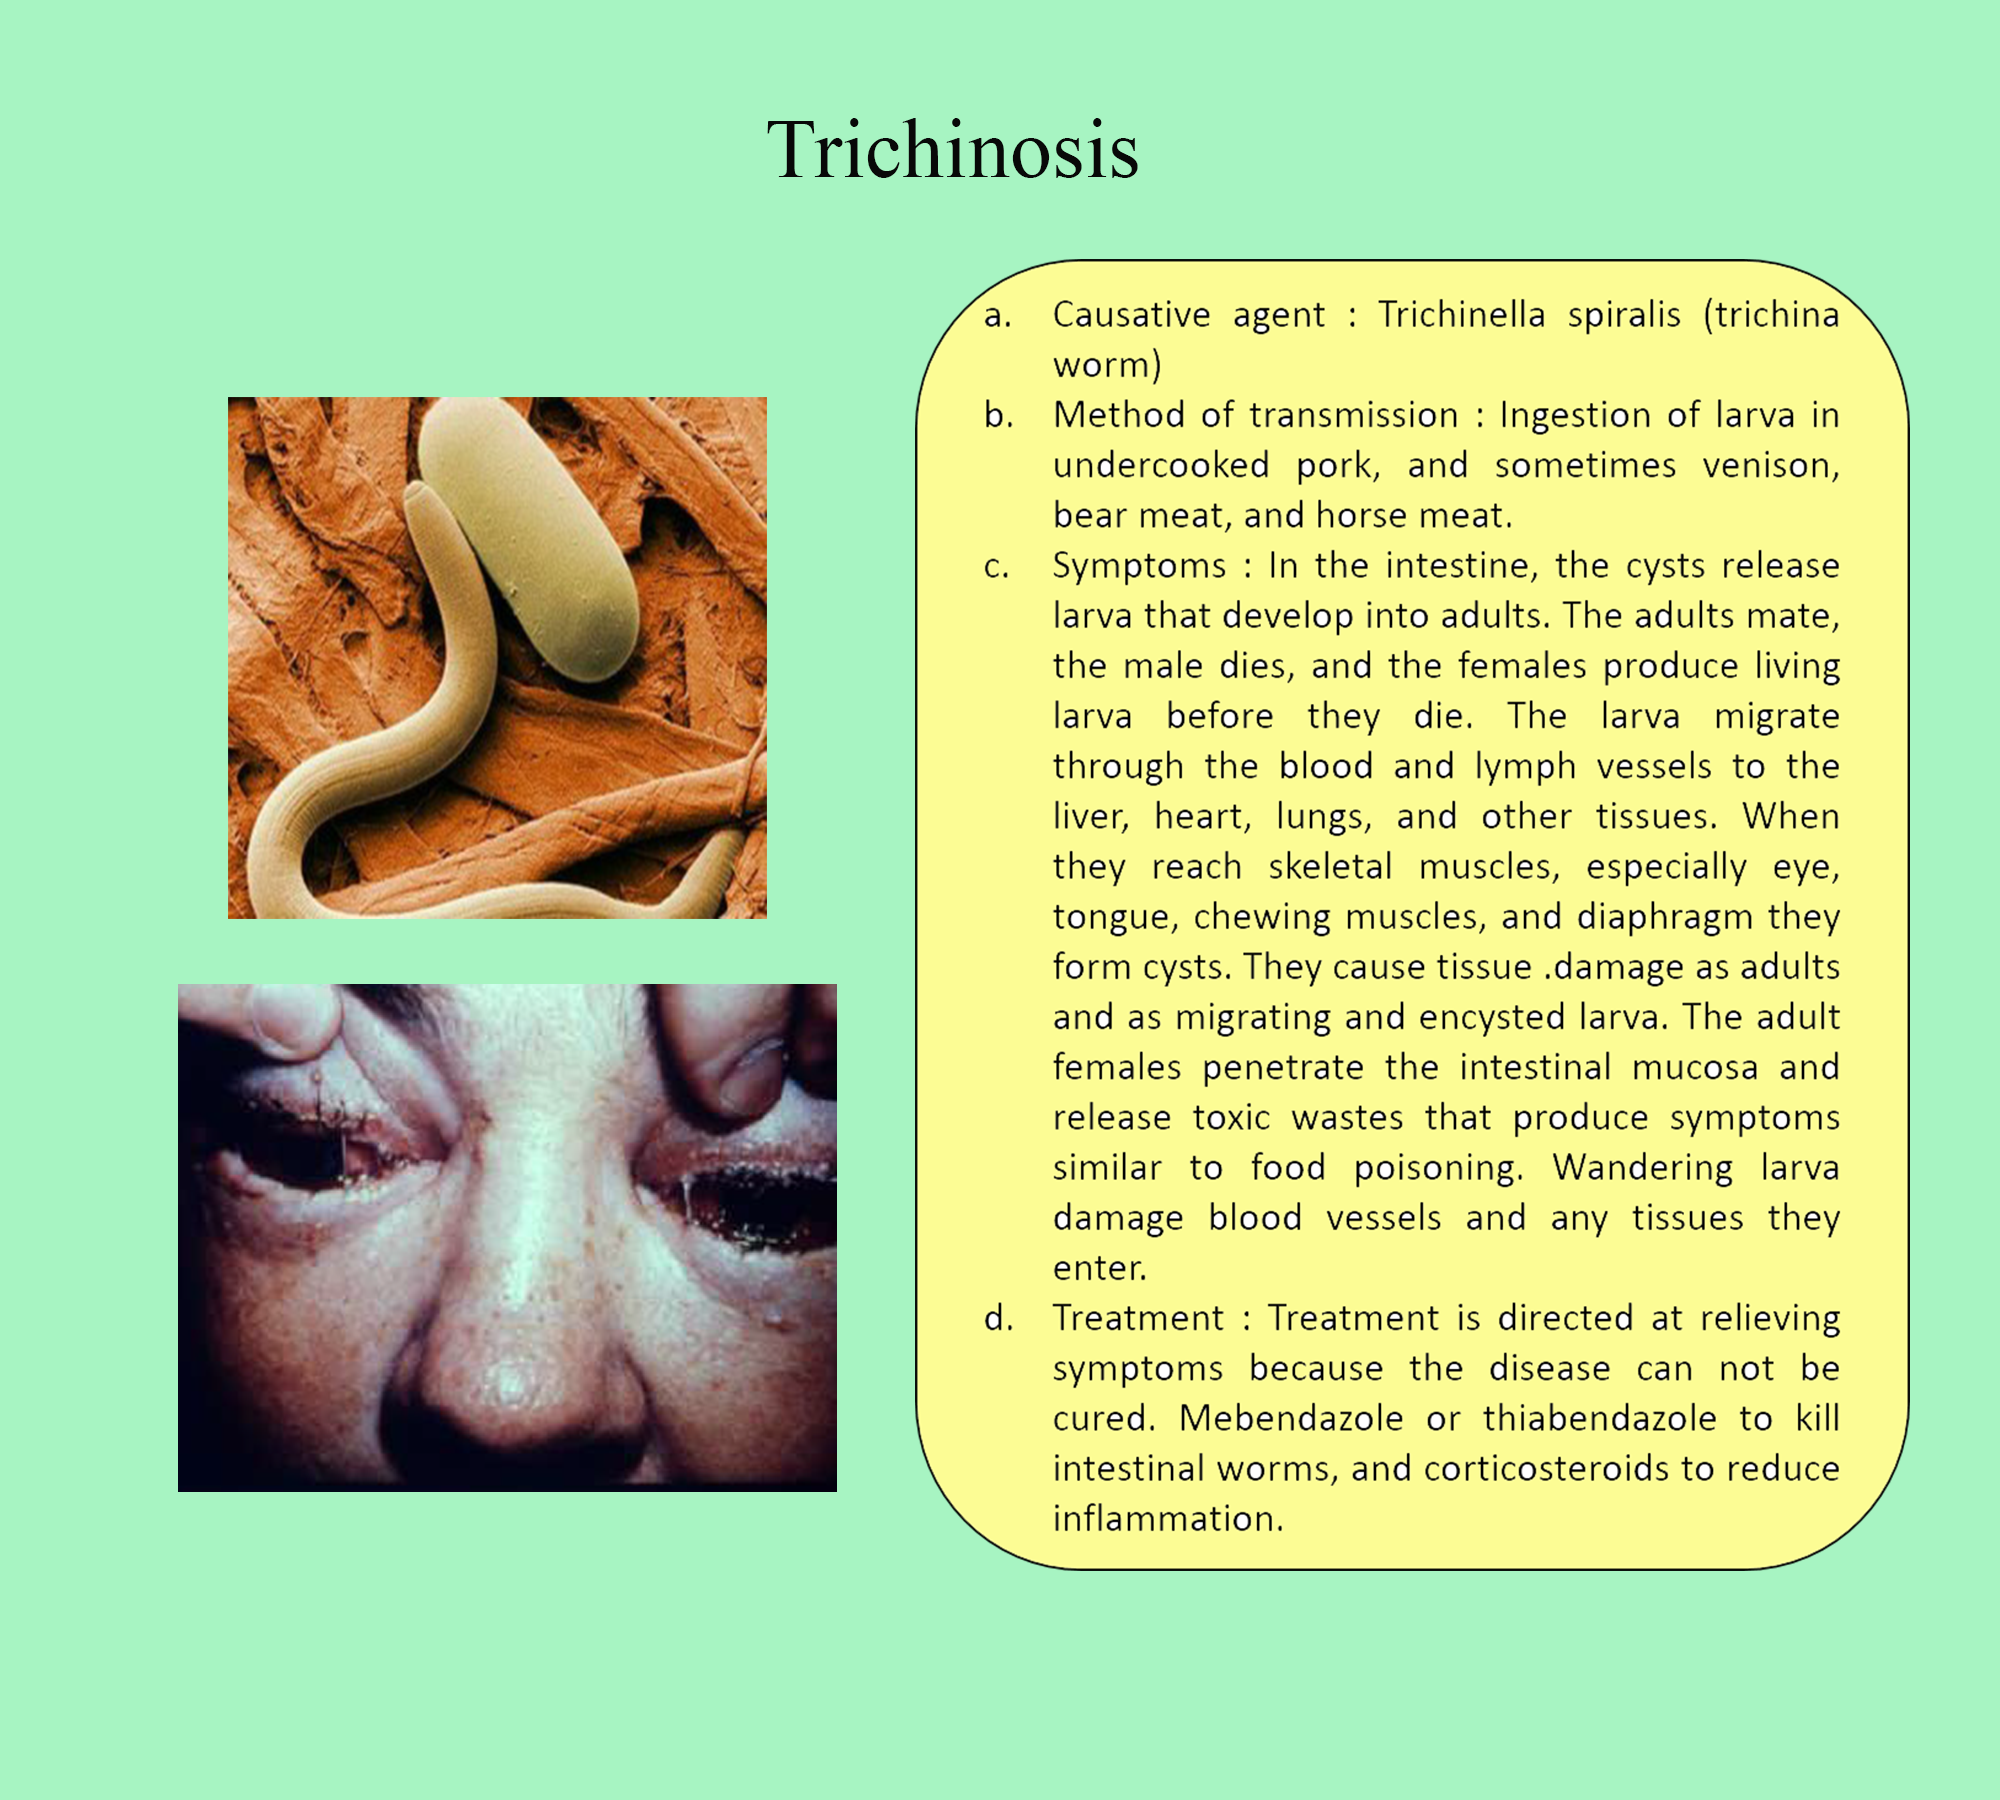 Trichinosis
a. Causative agent : Trichinella spiralis (trichina
worm)
b. Method of transmission : Ingestion of larva in
undercooked pork, and sometimes venison,
bear meat, and horse meat.
c. Symptoms : In the intestine, the cysts release
larva that develop into adults. The adults mate,
the male dies, and the females produce living
larva before they die. The larva migrate
through the blood and lymph vessels to the
liver, heart, lungs, and other tissues. When
they reach skeletal muscles, especially eye,
tongue, chewing muscles, and diaphragm they
form cysts. They cause tissue .damage as adults
and as migrating and encysted larva. The adult
females penetrate the intestinal mucosa and
release toxic wastes that produce symptoms
similar to food poisoning. Wandering larva
damage blood vessels and any tissues they
enter.
d. Treatment : Treatment is directed at relieving
symptoms because the disease can not be
cured. Mebendazole or thiabendazole to kill
intestinal worms, and corticosteroids to reduce
inflammation.